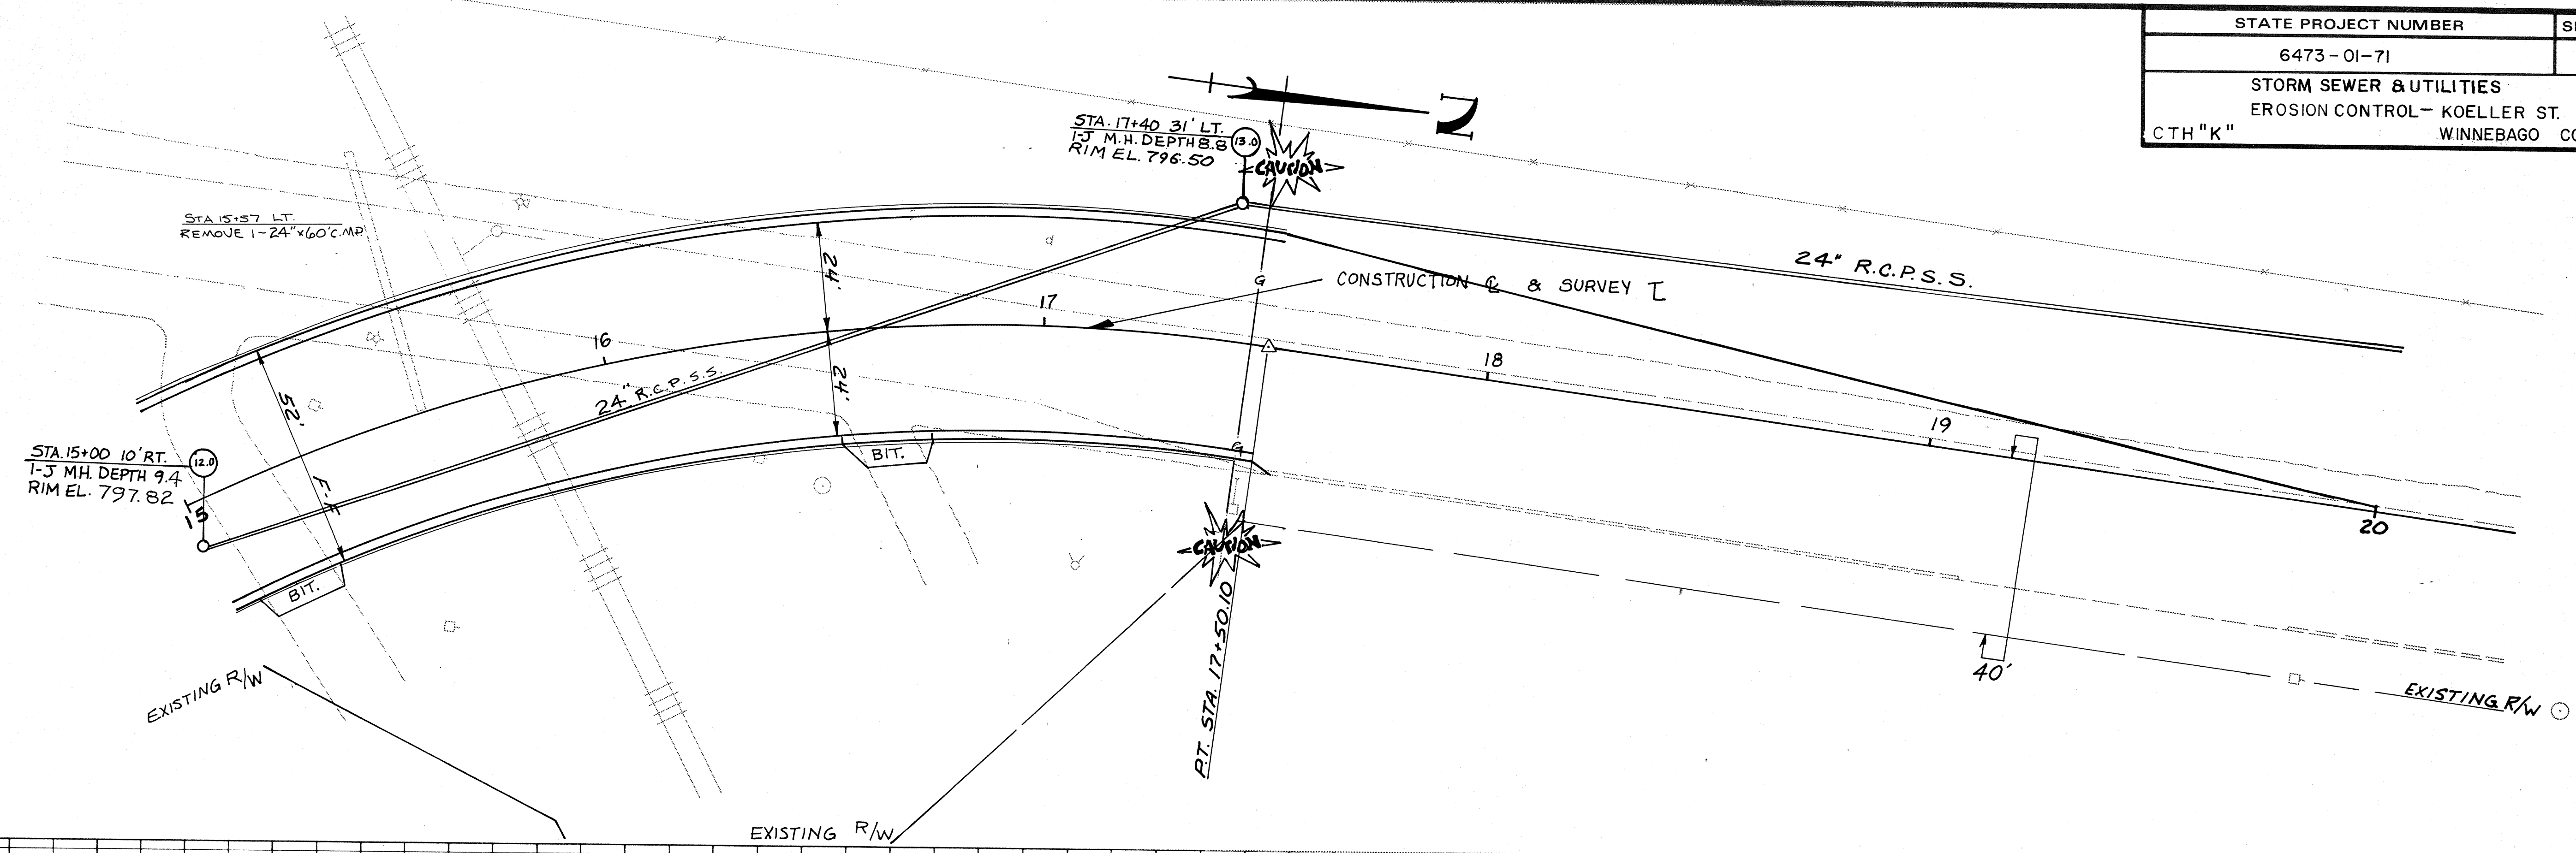 STATE PROJECT NUMBER
6473-01-71
STORM SEWER & UTILITIES
EROSION CONTROL- KOELLER ST.
CTH "K" WINNEBAGO
N
STA. 17+40 31' LT.
1-J M.H. DEPTH 8.8
RIM EL. 796.50
13.0
CAUTION
STA 15+57 LT.
REMOVE 1-24"x60' C.M.P.
24'
G
CONSTRUCTION ℄ & SURVEY
24" R.C.P.S.S.
17
16
18
24'
24" R.C.P.S.S.
52'
F-F
19
STA. 15+00 10' RT.
1-J MH. DEPTH 9.4
RIM EL. 797.82
12.0
15
G
BIT.
20
CAUTION
BIT.
P.T. STA. 17+50.10
40'
EXISTING R/W
EXISTING R/W
EXISTING R/W